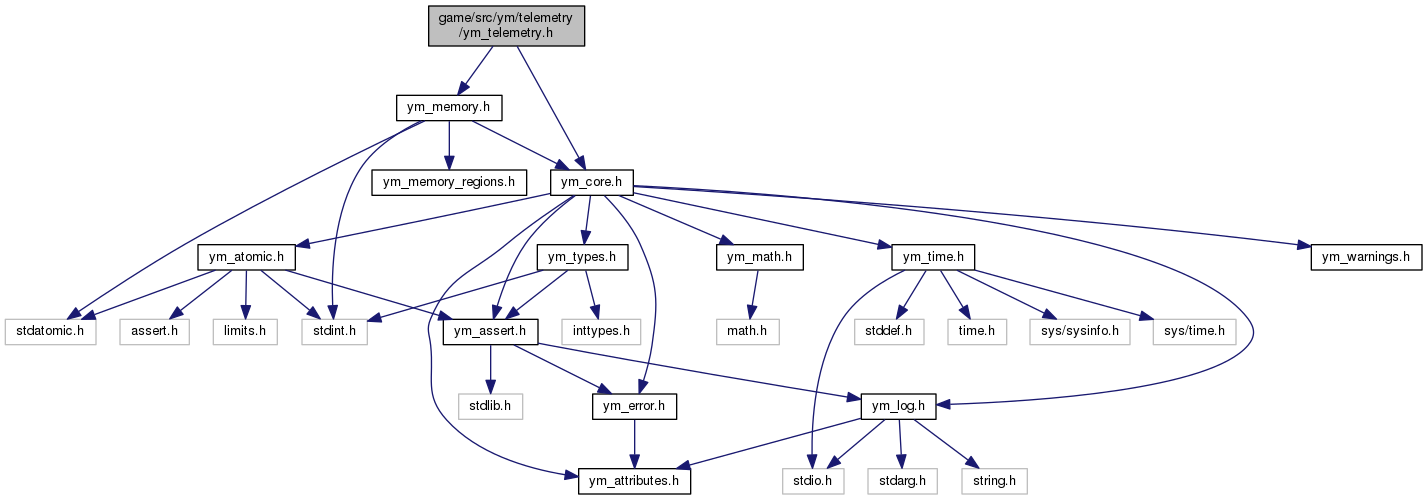 game/src/ym/telemetry
/ym_telemetry.h
ym_memory.h
ym_memory_regions.h
ym_core.h
ym_atomic.h
ym_types.h
ym_math.h
ym_time.h
ym_warnings.h
stdatomic.h
assert.h
limits.h
stdint.h
ym_assert.h
inttypes.h
math.h
stddef.h
time.h
sys/sysinfo.h
sys/time.h
stdlib.h
ym_error.h
ym_log.h
ym_attributes.h
stdio.h
stdarg.h
string.h